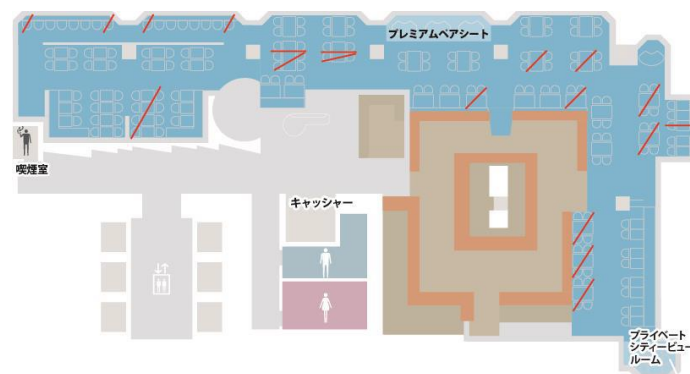 プレミアムペアシート
喫煙室
キャッシャー
プライベート
シティービュー
ルーム